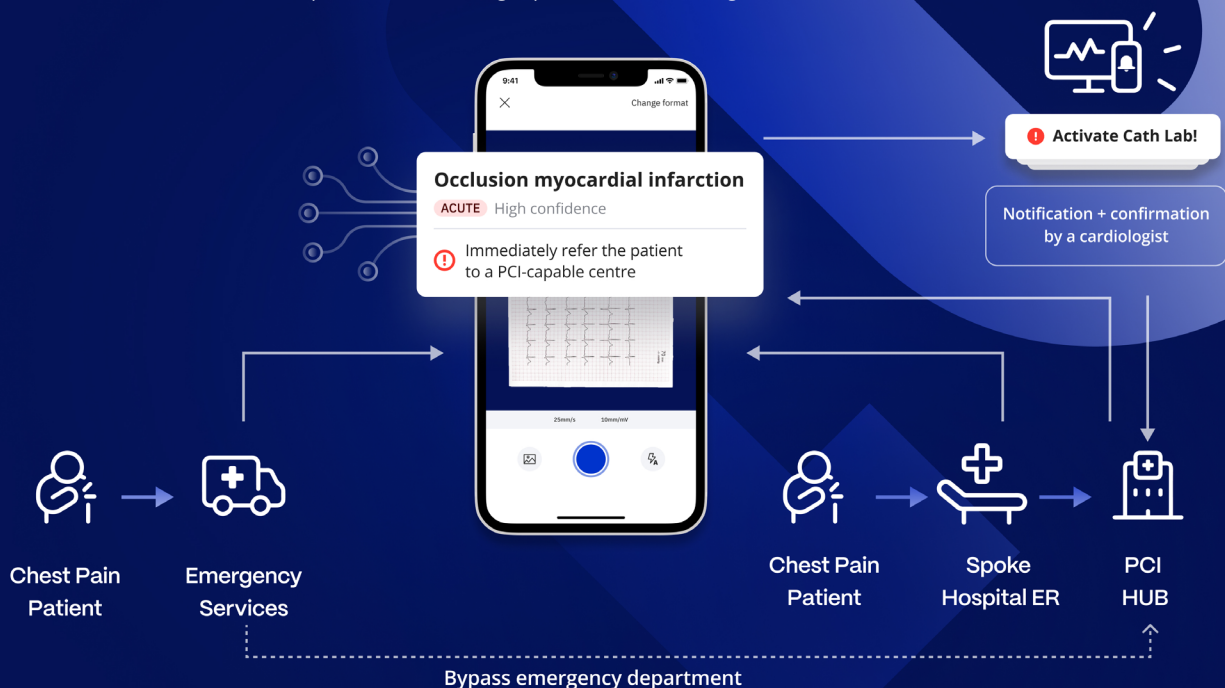 9:41
Change format
Occlusion myocardial infarction
ACUTE High confidence
Immediately refer the patient
to a PCI-capable centre
25mm/s 10mm/mV
Activate Cath Lab!
Notification + confirmation
by a cardiologist
Chest Pain
Patient
Emergency
Services
Chest Pain
Patient
Spoke
Hospital ER
PCI
HUB
Bypass emergency department